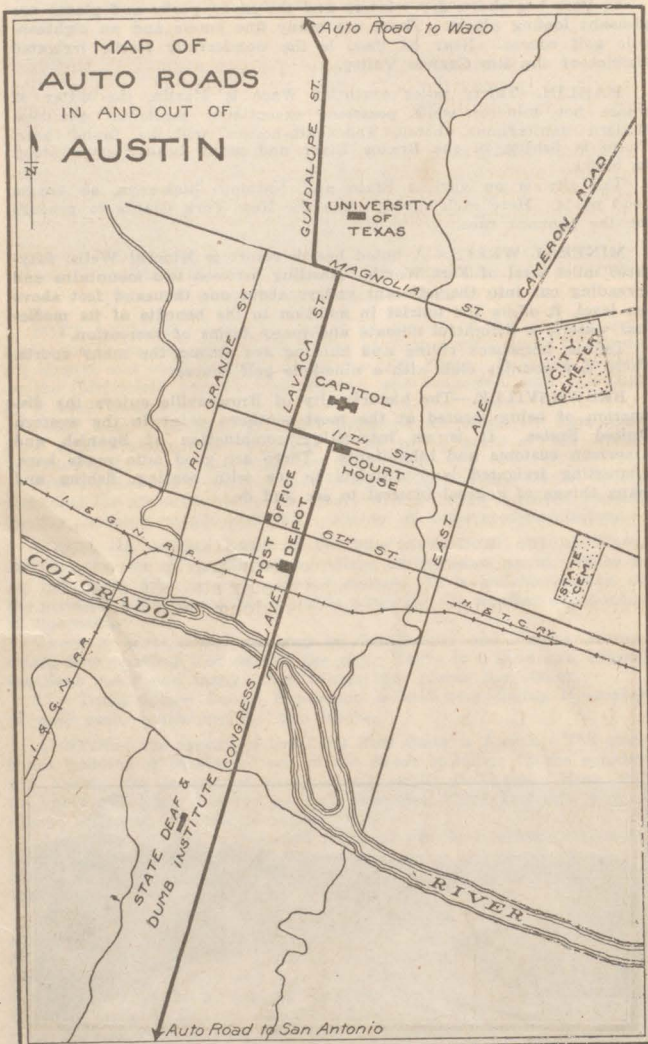 MAP OF
AUTO ROADS
IN AND OUT OF
AUSTIN
N
Auto Road to Waco
GUADALUPE ST.
UNIVERSITY
OF
TEXAS
CAMERON ROAD
MAGNOLIA ST.
CITY
CEMETERY
RIO GRANDE ST.
LAVACA ST.
CAPITOL
11TH ST.
COURT
HOUSE
EAST AVE.
POST OFFICE
DEPOT
6TH ST.
STATE
CEM.
I. & G. N. R. R.
H. & T. C. RY.
COLORADO
RIVER
I. & G. N. R. R.
CONGRESS AVE.
STATE DEAF &
DUMB INSTITUTE
Auto Road to San Antonio